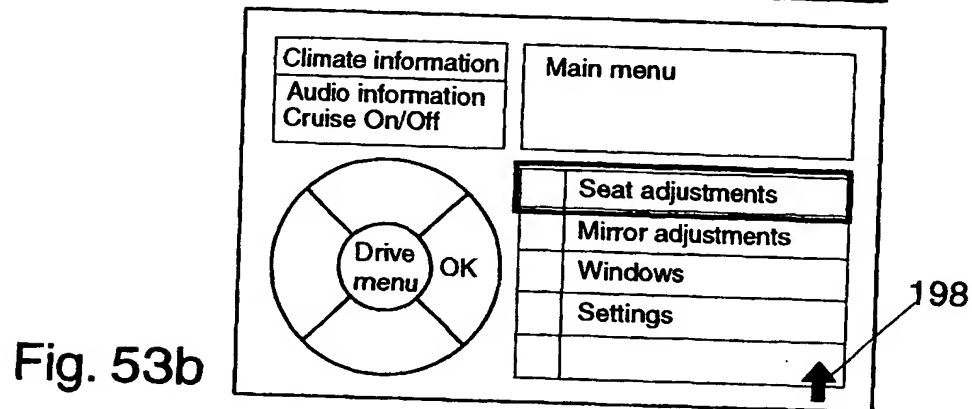 Climate information
Audio information
Cruise On/Off
Main menu
Seat adjustments
Mirror adjustments
Windows
Settings
Drive
menu
OK
198
Fig. 53b